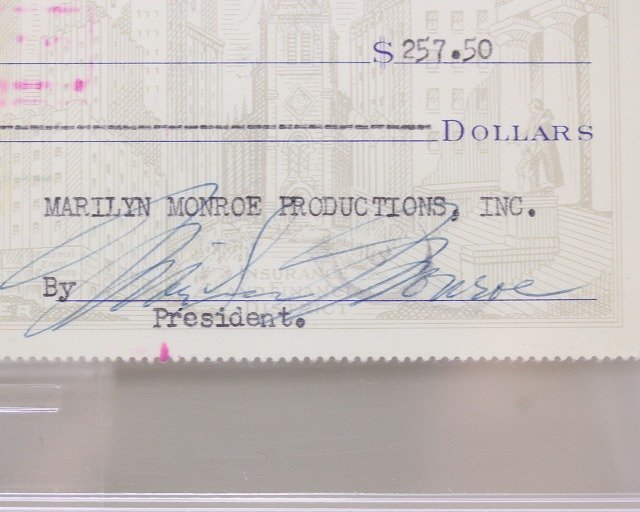 $ 257.50
DOLLARS
MARILYN MONROE PRODUCTIONS, INC.
By Marilyn Monroe
President.